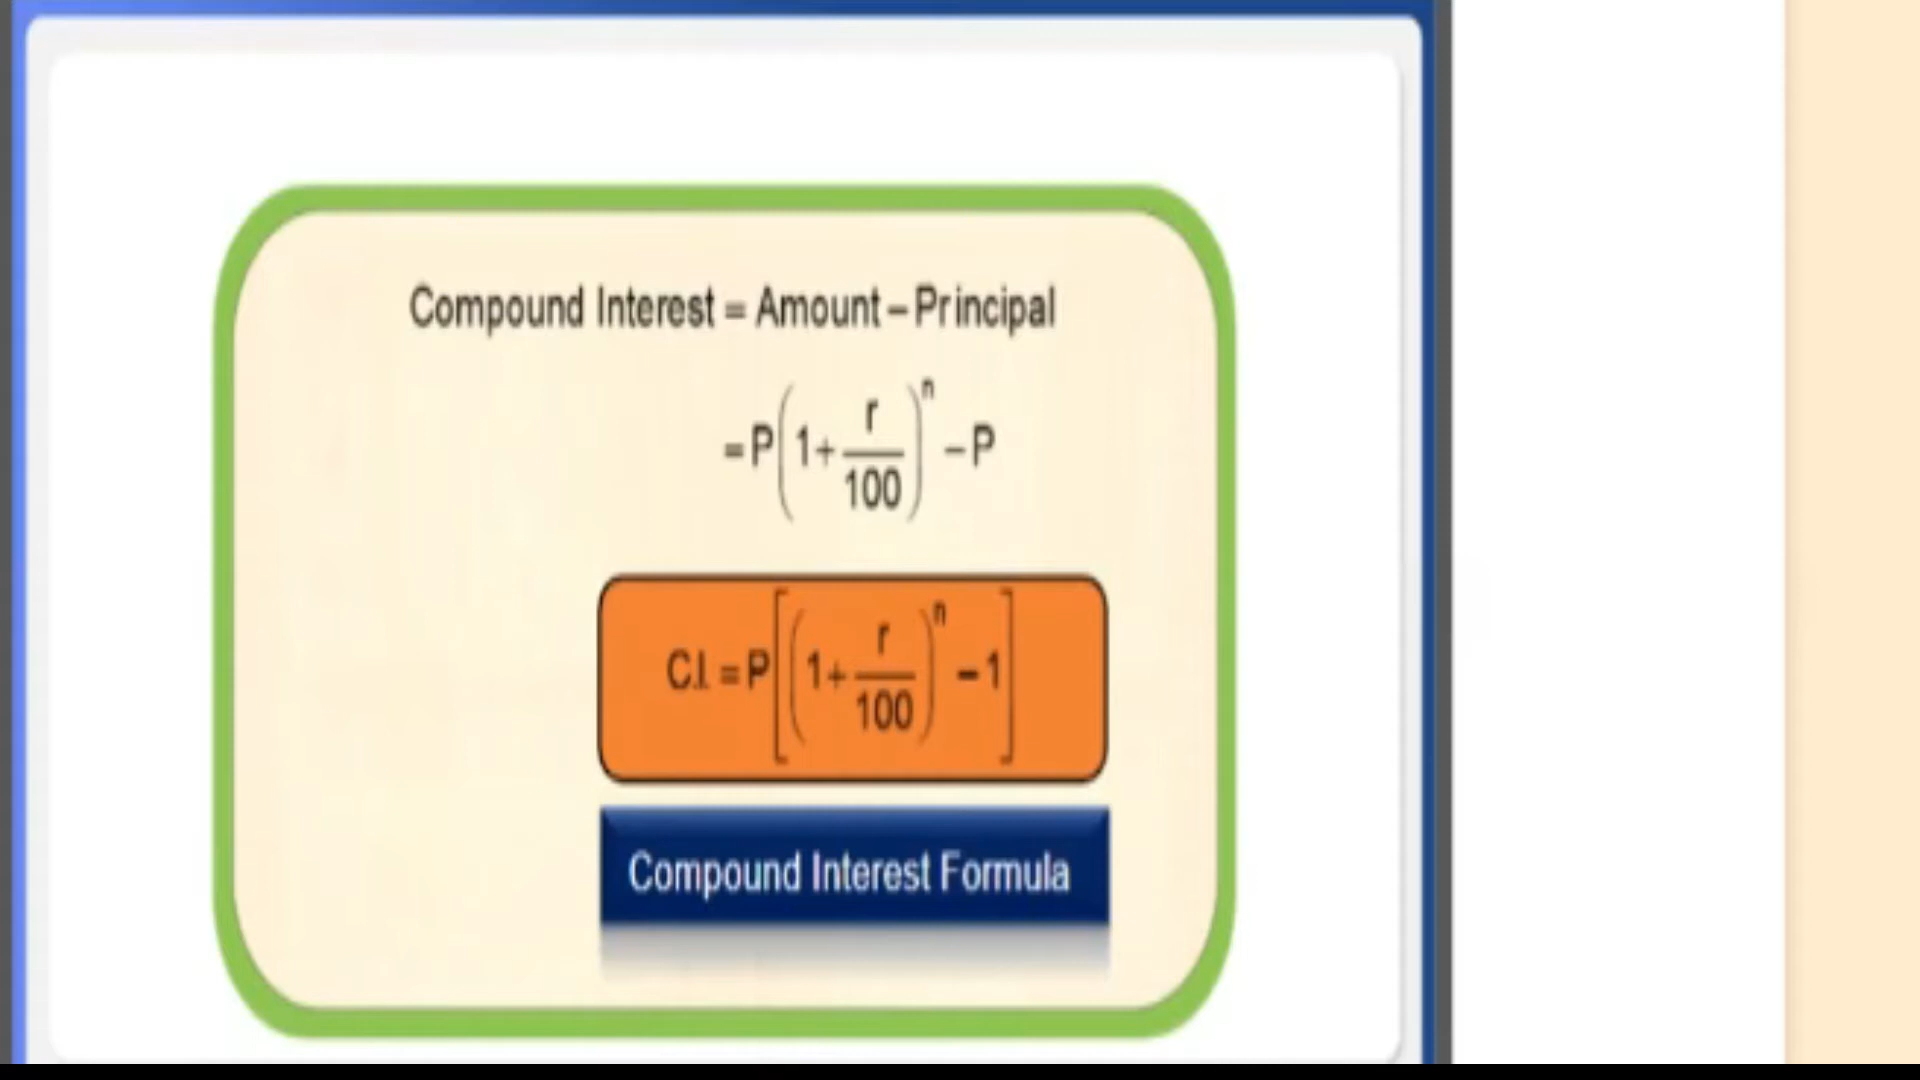 Compound Interest = Amount – Principal
= P(1 + r/100)^n – P
C.I. = P[(1 + r/100)^n – 1]
Compound Interest Formula